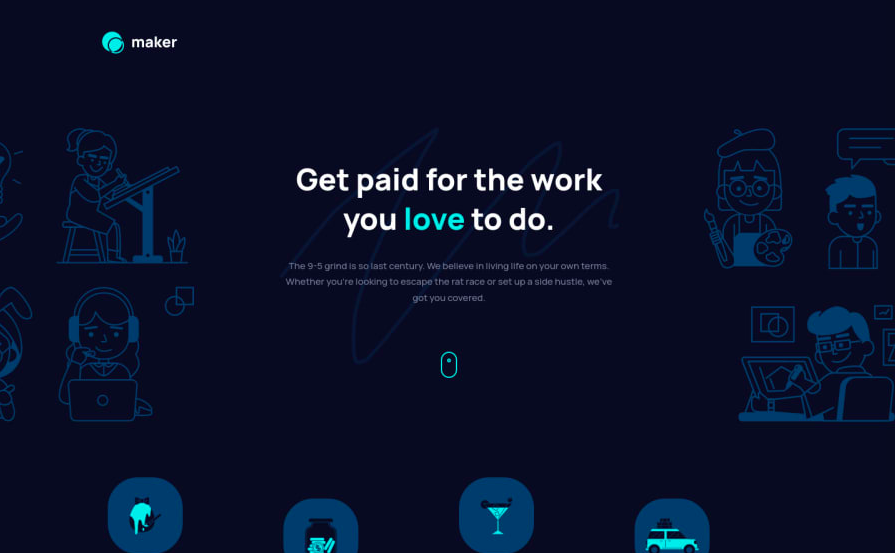 maker
Get paid for the work
you love to do.
The 9-5 grind is so last century. We believe in living life on your own terms.
Whether you're looking to escape the rat race or set up a side hustle, we've
got you covered.